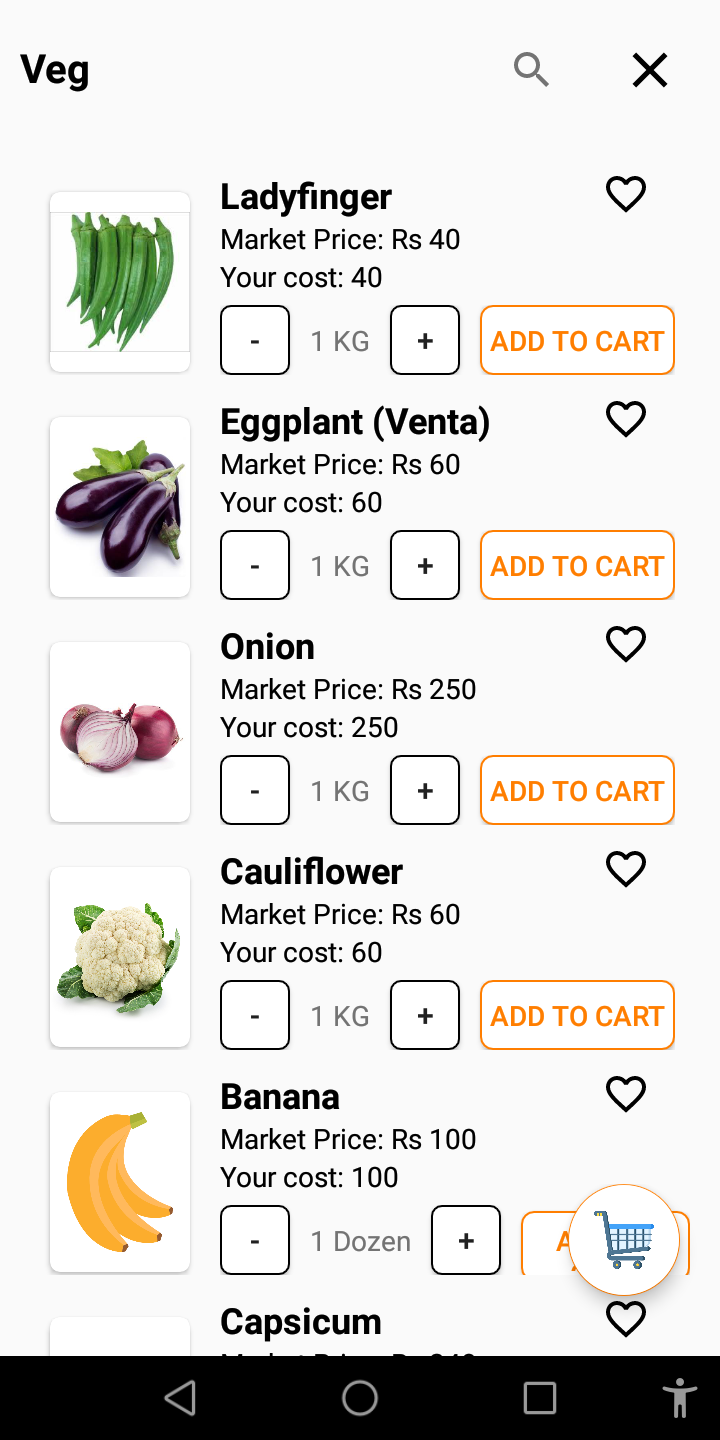 Veg
Ladyfinger
Market Price: Rs 40
Your cost: 40
- 1 KG + ADD TO CART
Eggplant (Venta)
Market Price: Rs 60
Your cost: 60
- 1 KG + ADD TO CART
Onion
Market Price: Rs 250
Your cost: 250
- 1 KG + ADD TO CART
Cauliflower
Market Price: Rs 60
Your cost: 60
- 1 KG + ADD TO CART
Banana
Market Price: Rs 100
Your cost: 100
- 1 Dozen +
Capsicum